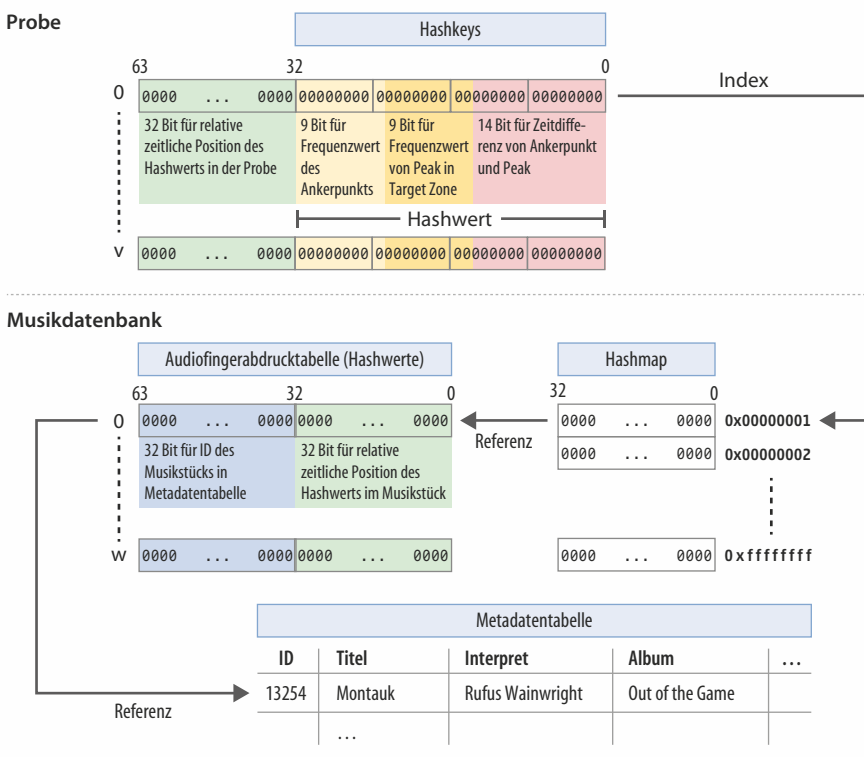 Probe
Hashkeys
63 32 0
0 0000 ... 0000 00000000 00000000 00000000 00000000
Index
32 Bit für relative
zeitliche Position des
Hashwerts in der Probe
9 Bit für
Frequenzwert
des
Ankerpunkts
9 Bit für
Frequenzwert
von Peak in
Target Zone
14 Bit für Zeitdiffe-
renz von Ankerpunkt
und Peak
Hashwert
v 0000 ... 0000 00000000 00000000 00000000 00000000
Musikdatenbank
Audiofingerabdrucktabelle (Hashwerte)
63 32 0
0 0000 ... 0000 0000 ... 0000
32 Bit für ID des
Musikstücks in
Metadatentabelle
32 Bit für relative
zeitliche Position des
Hashwerts im Musikstück
w 0000 ... 0000 0000 ... 0000
Referenz
Hashmap
32 0
0000 ... 0000 0x00000001
0000 ... 0000 0x00000002
0000 ... 0000 0xffffffff
Metadatentabelle
ID Titel Interpret Album ...
13254 Montauk Rufus Wainwright Out of the Game
...
Referenz